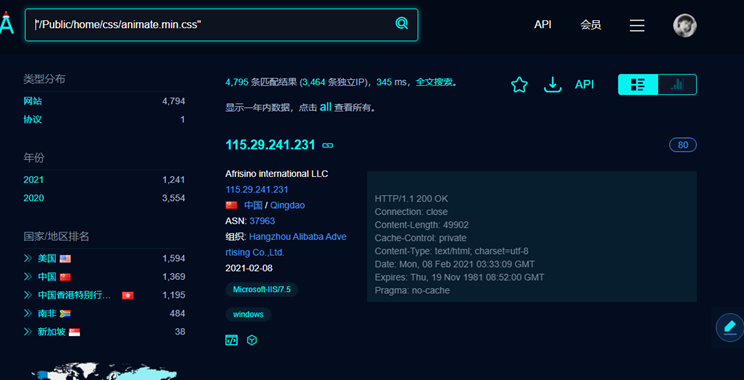 "/Public/home/css/animate.min.css"
API
会员
类型分布
网站 4,794
协议 1
年份
2021 1,241
2020 3,554
国家/地区排名
美国 1,594
中国 1,369
中国香港特别行... 1,195
南非 484
新加坡 38
4,795 条匹配结果 (3,464 条独立IP)，345 ms，全文搜索。
API
显示一年内数据，点击 all 查看所有。
115.29.241.231
80
Afrisino international LLC
115.29.241.231
中国 / Qingdao
ASN: 37963
组织: Hangzhou Alibaba Adve
rtising Co.,Ltd.
2021-02-08
Microsoft-IIS/7.5
windows
HTTP/1.1 200 OK
Connection: close
Content-Length: 49902
Cache-Control: private
Content-Type: text/html; charset=utf-8
Date: Mon, 08 Feb 2021 03:33:09 GMT
Expires: Thu, 19 Nov 1981 08:52:00 GMT
Pragma: no-cache